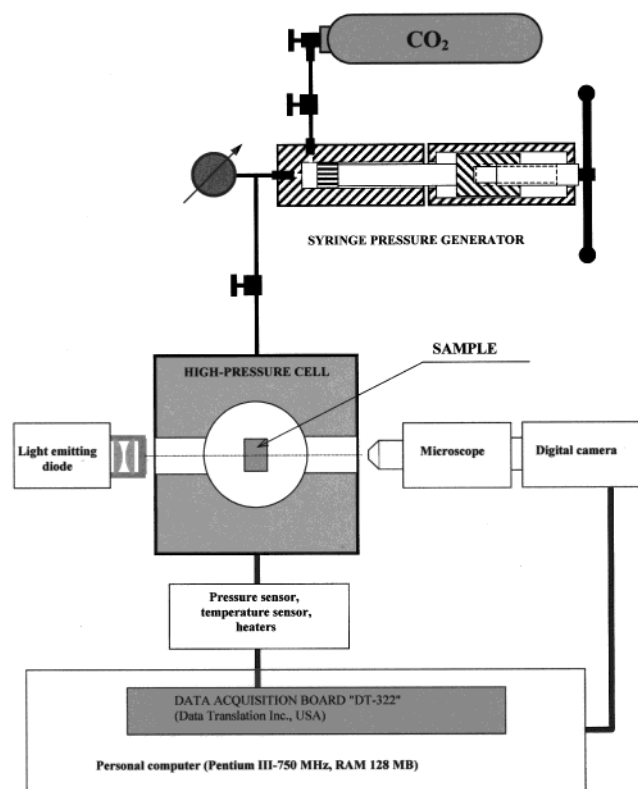 CO₂
SYRINGE PRESSURE GENERATOR
SAMPLE
HIGH-PRESSURE CELL
Light emitting
diode
Microscope
Digital camera
Pressure sensor,
temperature sensor,
heaters
DATA ACQUISITION BOARD "DT-322"
(Data Translation Inc., USA)
Personal computer (Pentium III-750 MHz, RAM 128 MB)